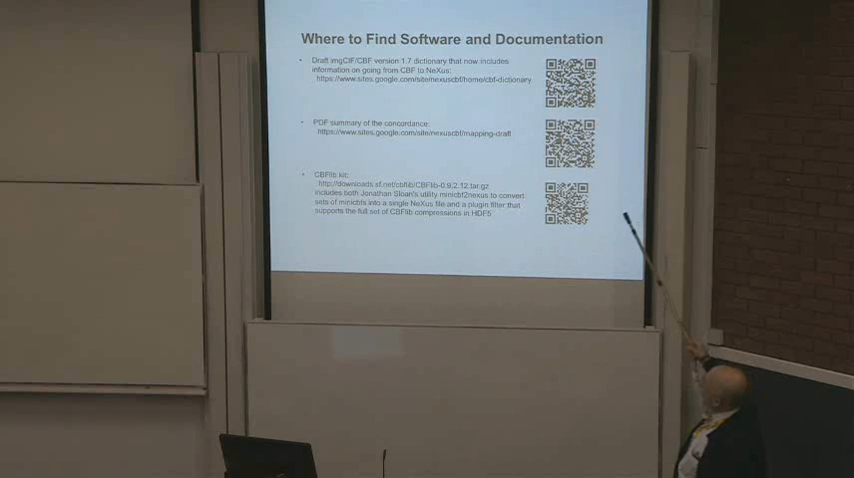 Where to Find Software and Documentation
• Draft imgCIF/CBF version 1.7 dictionary that now includes
information on going from CBF to NeXus:
https://www.sites.google.com/site/nexuscbf/home/cbf-dictionary
• PDF summary of the concordance:
https://www.sites.google.com/site/nexuscbf/mapping-draft
• CBFlib kit:
http://downloads.sf.net/cbflib/CBFlib-0.9.2.12.tar.gz
includes both Jonathan Sloan's utility minicbf2nexus to convert
sets of minicbfs into a single NeXus file and a plugin filter that
supports the full set of CBFlib compressions in HDF5